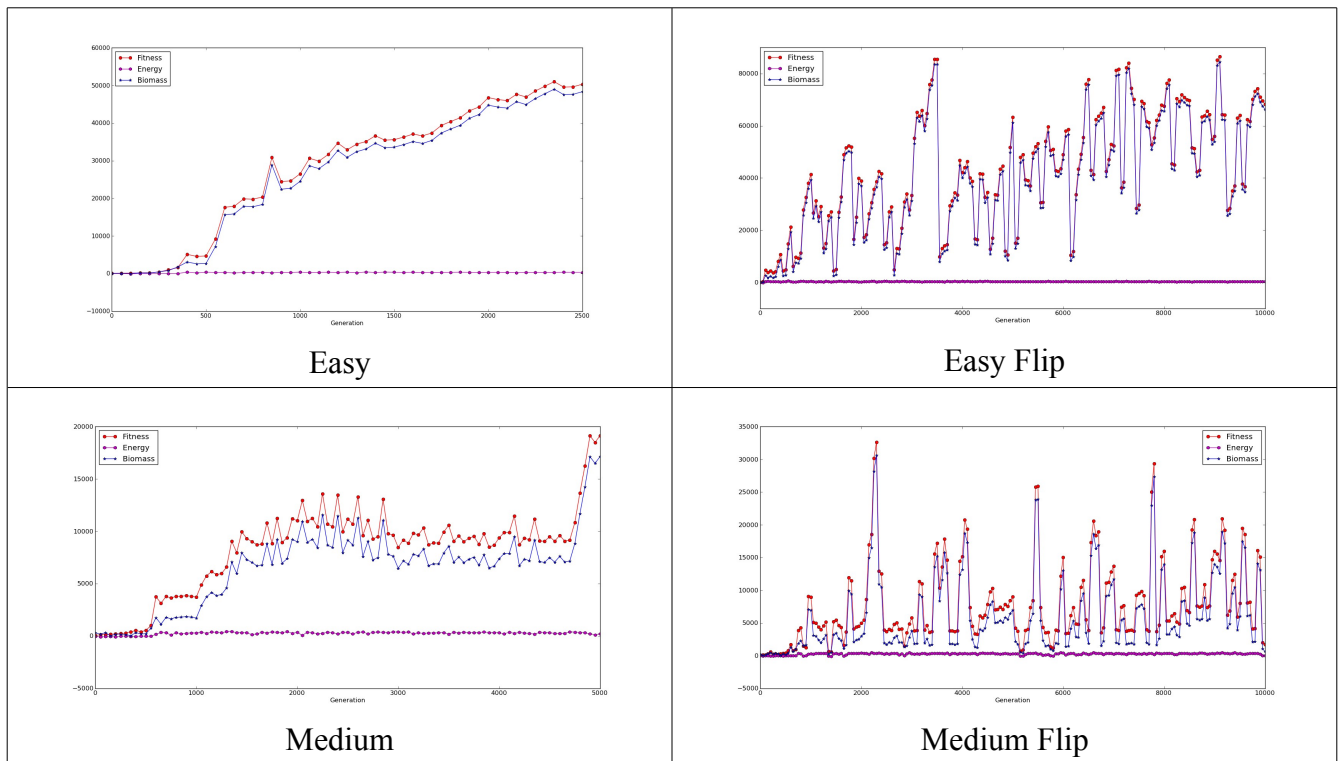 60000
50000
40000
30000
20000
10000
0
−10000
Fitness
Energy
Biomass
0 500 1000 1500 2000 2500
Generation
Easy
80000
60000
40000
20000
0
Fitness
Energy
Biomass
0 2000 4000 6000 8000 10000
Generation
Easy Flip
20000
15000
10000
5000
0
−5000
Fitness
Energy
Biomass
0 1000 2000 3000 4000 5000
Generation
Medium
35000
30000
25000
20000
15000
10000
5000
0
−5000
Fitness
Energy
Biomass
0 2000 4000 6000 8000 10000
Generation
Medium Flip